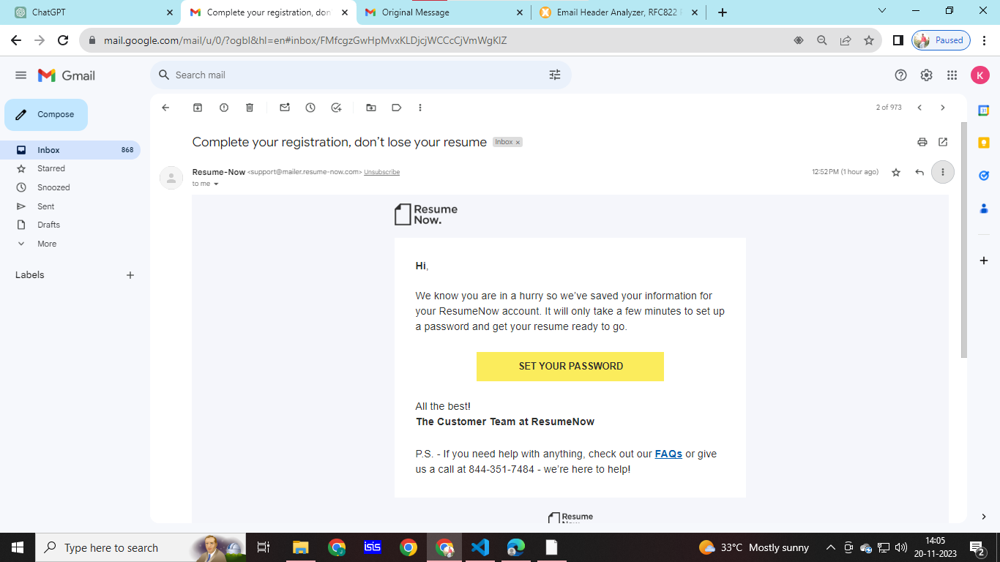 ChatGPT
Complete your registration, don
Original Message
Email Header Analyzer, RFC822
mail.google.com/mail/u/0/?ogbl&hl=en#inbox/FMfcgzGwHpMvxKLDjcjWCCcCjVmWgKIZ
Paused
Gmail
Search mail
K
Compose
2 of 973
31
Inbox 868
Starred
Snoozed
Sent
Drafts
More
Labels
Complete your registration, don’t lose your resume Inbox x
Resume-Now <support@mailer.resume-now.com> Unsubscribe
12:52 PM (1 hour ago)
to me
Resume
Now.
Hi,
We know you are in a hurry so we’ve saved your information for
your ResumeNow account. It will only take a few minutes to set up
a password and get your resume ready to go.
SET YOUR PASSWORD
All the best!
The Customer Team at ResumeNow
P.S. - If you need help with anything, check out our FAQs or give
us a call at 844-351-7484 - we’re here to help!
Resume
Type here to search
isis
33°C Mostly sunny
14:05
20-11-2023
2